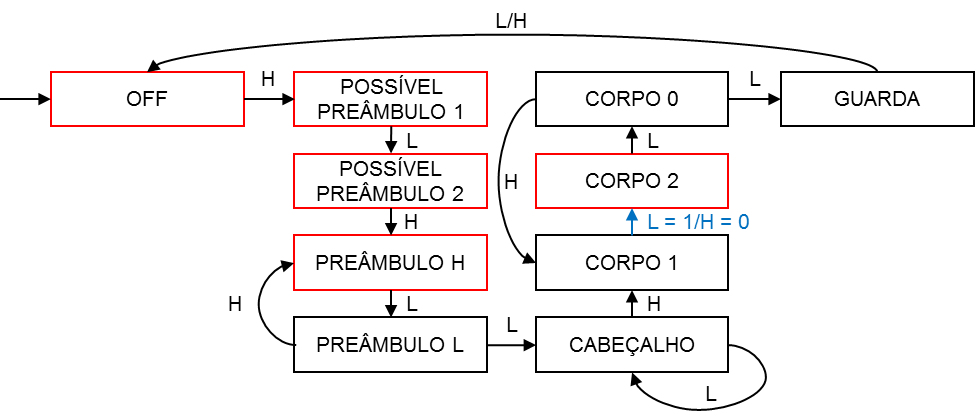 L/H
OFF
H
POSSÍVEL
PREÂMBULO 1
CORPO 0
L
GUARDA
L
L
POSSÍVEL
PREÂMBULO 2
H
CORPO 2
H
L = 1/H = 0
PREÂMBULO H
CORPO 1
H
L
H
PREÂMBULO L
L
CABEÇALHO
L